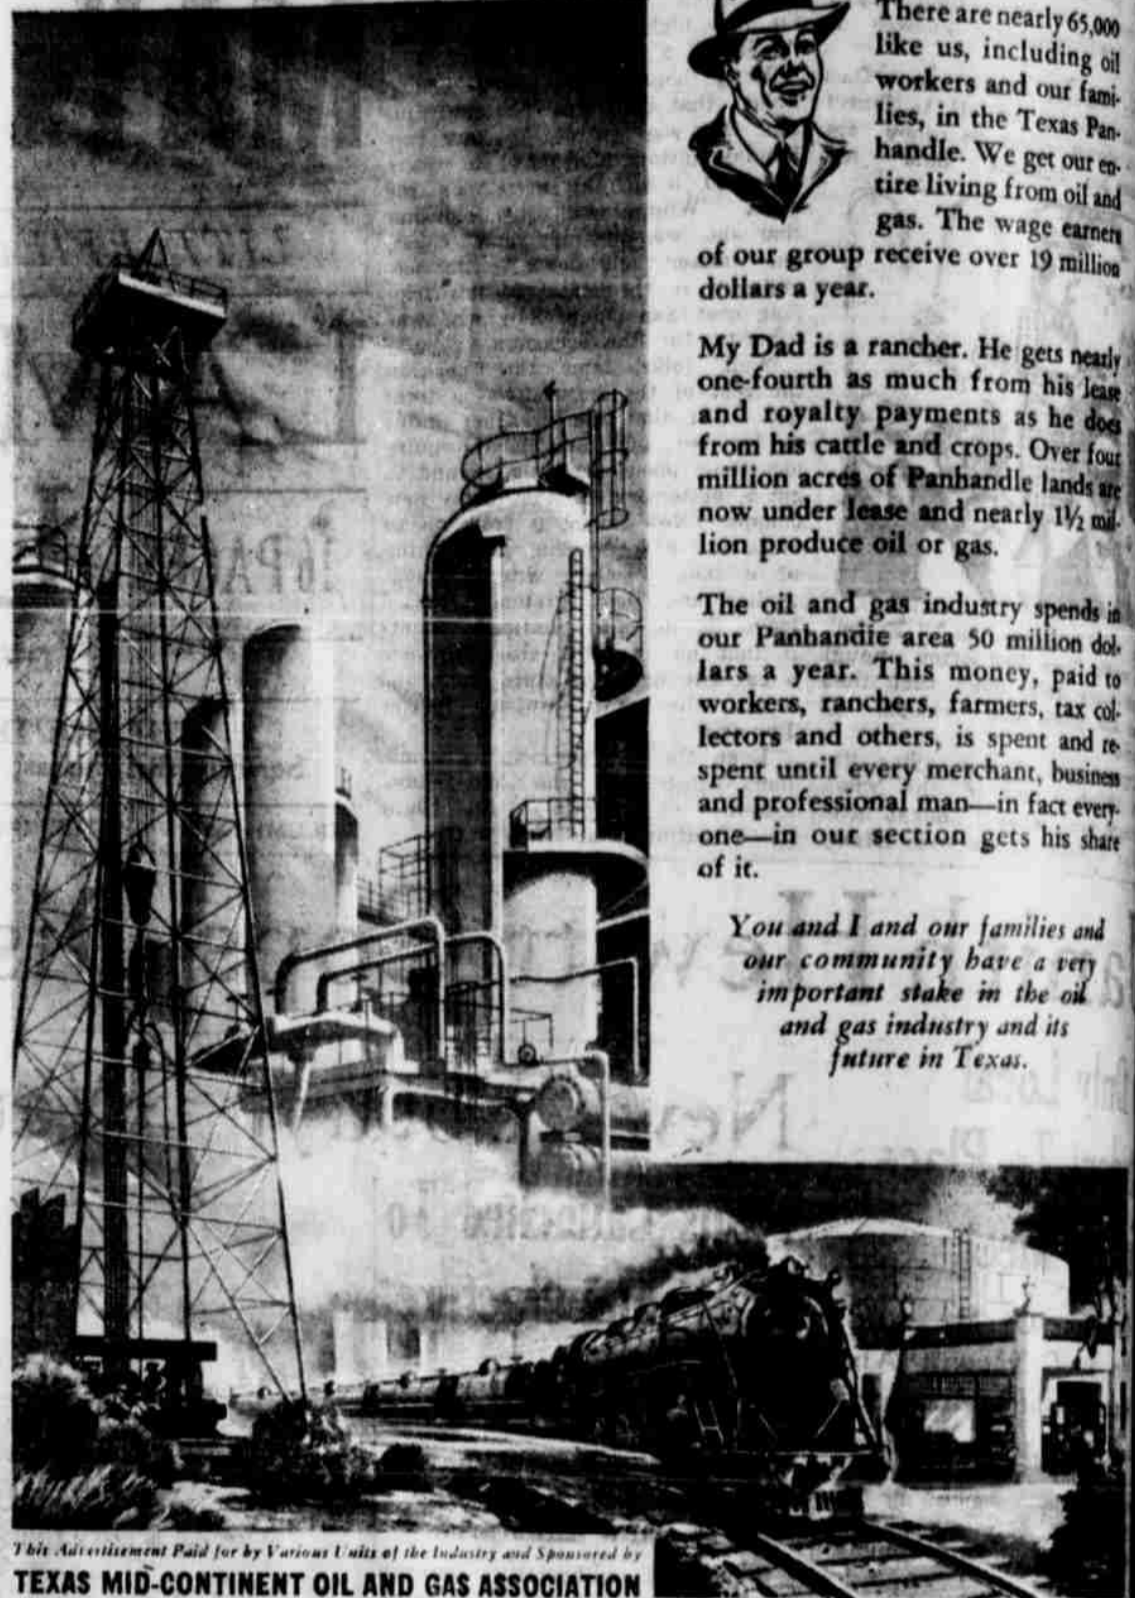 There are nearly 65,000
like us, including oil
workers and our fami-
lies, in the Texas Pan-
handle. We get our en-
tire living from oil and
gas. The wage earners
of our group receive over 19 million
dollars a year.
My Dad is a rancher. He gets nearly
one-fourth as much from his lease
and royalty payments as he does
from his cattle and crops. Over four
million acres of Panhandle lands are
now under lease and nearly 1½ mil-
lion produce oil or gas.
The oil and gas industry spends in
our Panhandle area 50 million dol-
lars a year. This money, paid to
workers, ranchers, farmers, tax col-
lectors and others, is spent and re-
spent until every merchant, business
and professional man—in fact every-
one—in our section gets his share
of it.
You and I and our families and
our community have a very
important stake in the oil
and gas industry and its
future in Texas.
This Advertisement Paid for by Various Units of the Industry and Sponsored by
TEXAS MID-CONTINENT OIL AND GAS ASSOCIATION